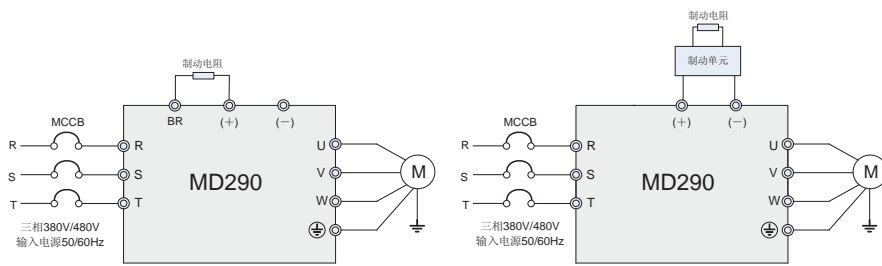 制动电阻
BR
(+)
(-)
MCCB
R
R
S
S
T
T
MD290
U
V
W
M
三相380V/480V
输入电源50/60Hz
制动电阻
制动单元
(+)
(-)
MCCB
R
R
S
S
T
T
MD290
U
V
W
M
三相380V/480V
输入电源50/60Hz